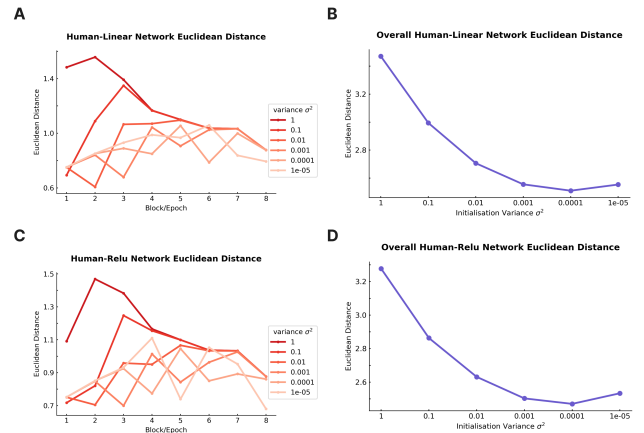 A
Human-Linear Network Euclidean Distance
Euclidean Distance
1.4
1.0
0.6
1 2 3 4 5 6 7 8
Block/Epoch
variance σ²
1
0.1
0.01
0.001
0.0001
1e-05
B
Overall Human-Linear Network Euclidean Distance
Euclidean Distance
3.2
2.8
1 0.1 0.01 0.001 0.0001 1e-05
Initialisation Variance σ²
C
Human-Relu Network Euclidean Distance
Euclidean Distance
1.5
1.3
1.1
0.9
0.7
1 2 3 4 5 6 7 8
Block/Epoch
variance σ²
1
0.1
0.01
0.001
0.0001
1e-05
D
Overall Human-Relu Network Euclidean Distance
Euclidean Distance
3.2
3.0
2.8
2.6
1 0.1 0.01 0.001 0.0001 1e-05
Initialisation Variance σ²